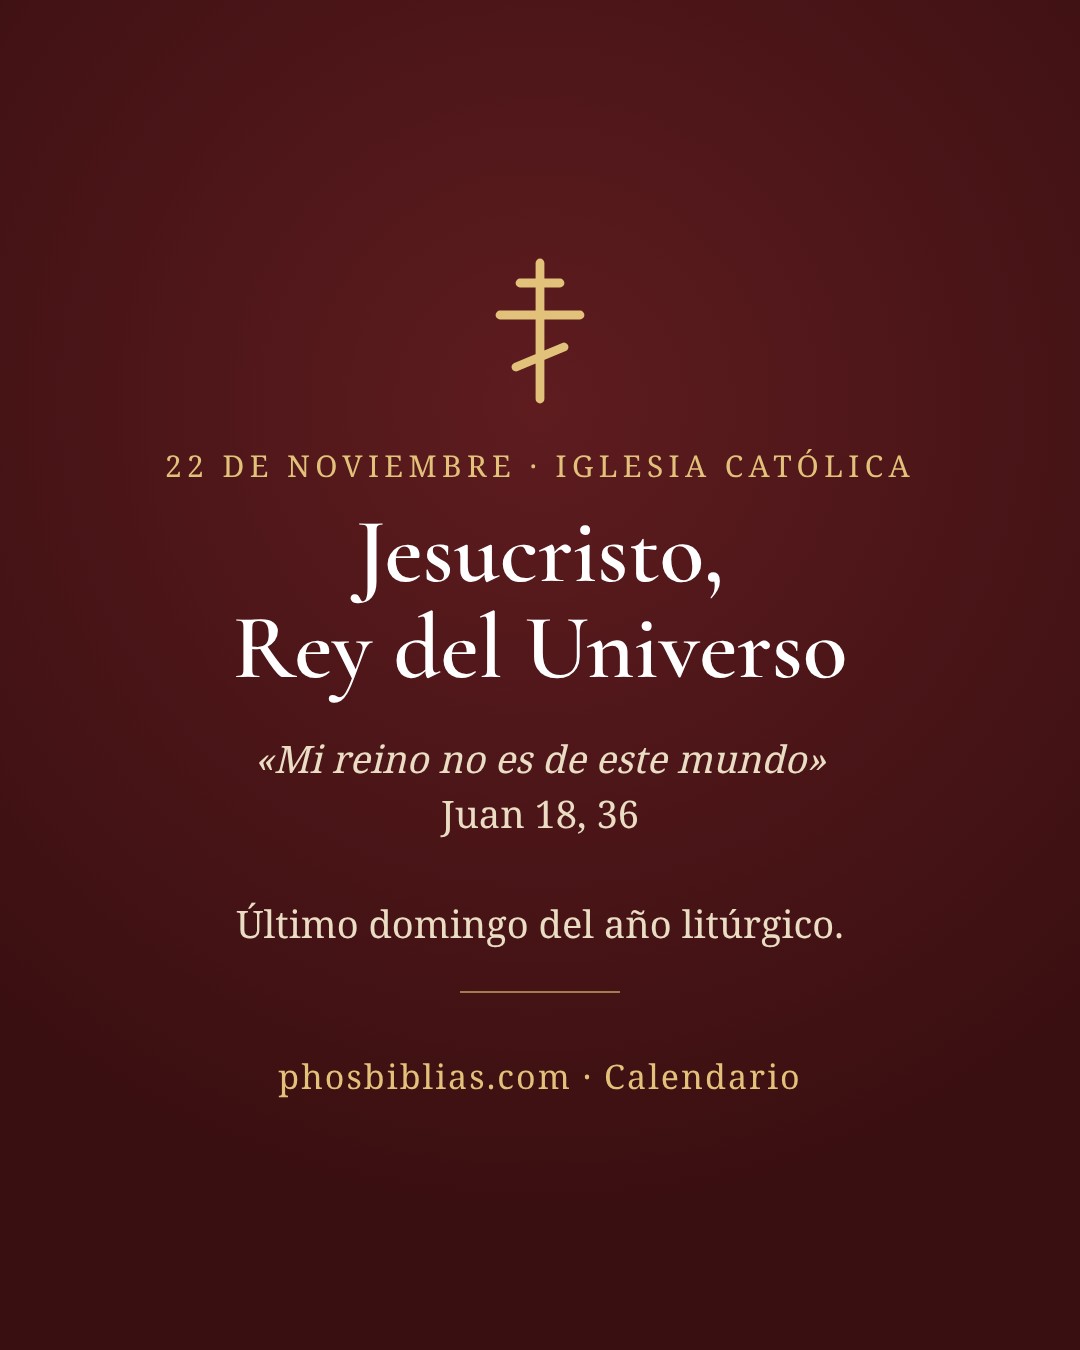 22 DE NOVIEMBRE · IGLESIA CATÓLICA
Jesucristo,
Rey del Universo
«Mi reino no es de este mundo»
Juan 18, 36
Último domingo del año litúrgico.
phosbiblias.com · Calendario